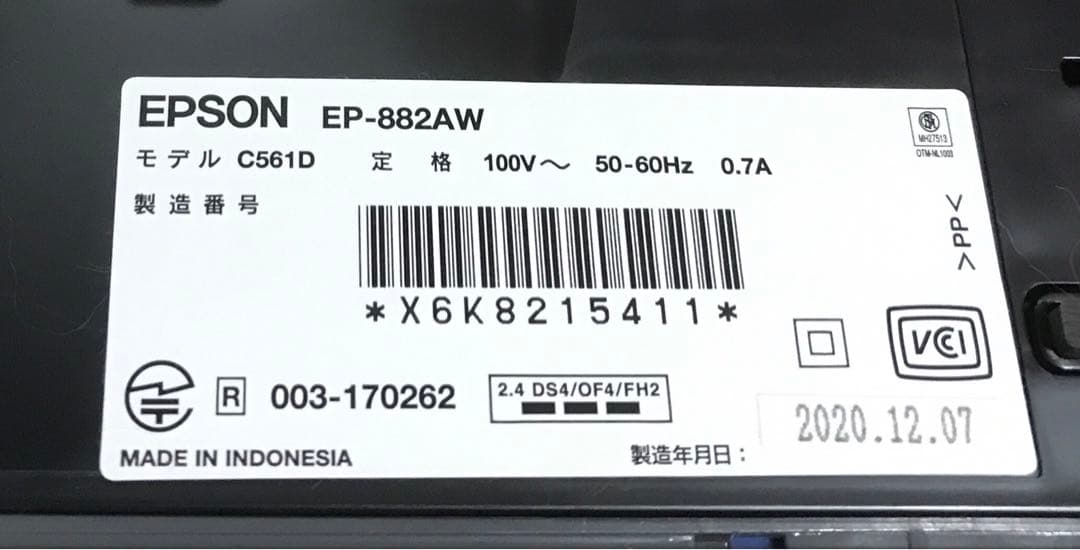 EPSON EP-882AW
モデル C561D 定格 100V～ 50-60Hz 0.7A
製造番号
*X6K8215411*
MH27513
OTM-NL1003
>PP<
VCCI
R 003-170262
2.4 DS4/OF4/FH2
2020.12.07
MADE IN INDONESIA
製造年月日：